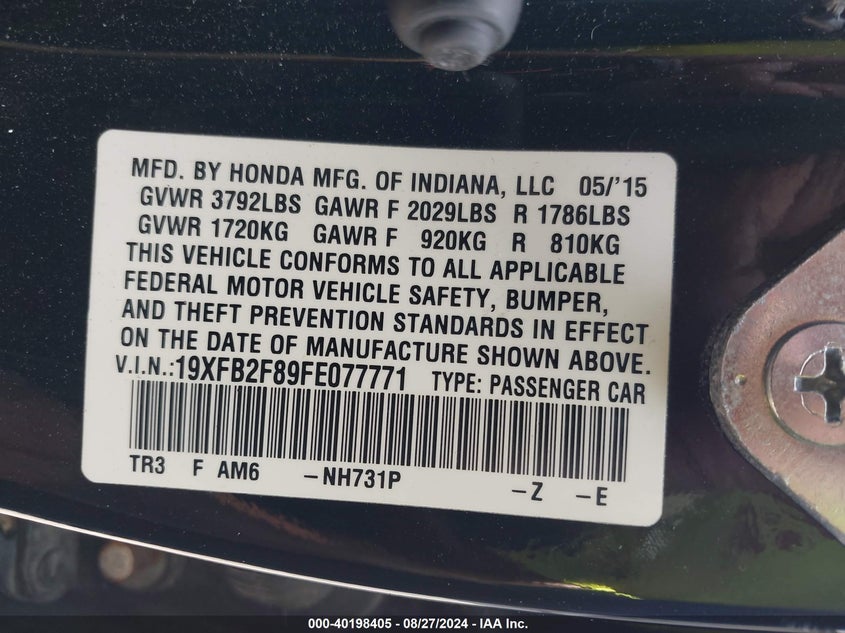 MFD. BY HONDA MFG. OF INDIANA, LLC 05/'15
GVWR 3792LBS GAWR F 2029LBS R 1786LBS
GVWR 1720KG GAWR F 920KG R 810KG
THIS VEHICLE CONFORMS TO ALL APPLICABLE
FEDERAL MOTOR VEHICLE SAFETY, BUMPER,
AND THEFT PREVENTION STANDARDS IN EFFECT
ON THE DATE OF MANUFACTURE SHOWN ABOVE.
V.I.N.:19XFB2F89FE077771 TYPE: PASSENGER CAR
TR3 F AM6 -NH731P -Z -E
000-40198405 - 08/27/2024 - IAA Inc.